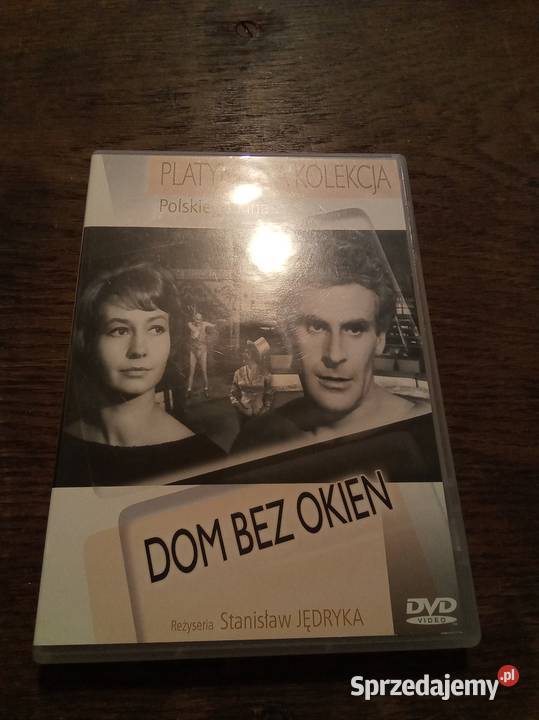 PLATY KOLEKCJA
Polskie
DOM BEZ OKIEN
Reżyseria Stanisław JĘDRYKA
DVD
VIDEO
Sprzedajemy.pl